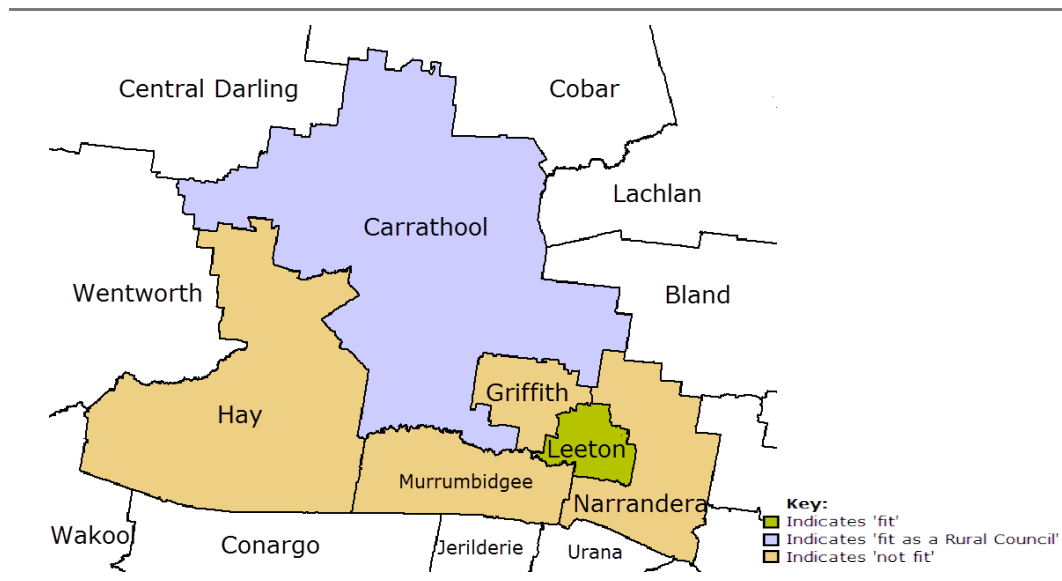 Central Darling
Cobar
Lachlan
Carrathool
Wentworth
Bland
Griffith
Hay
Leeton
Murrumbidgee
Narrandera
Wakoo
Conargo
Jerilderie
Urana
Key:
Indicates 'fit'
Indicates 'fit as a Rural Council'
Indicates 'not fit'